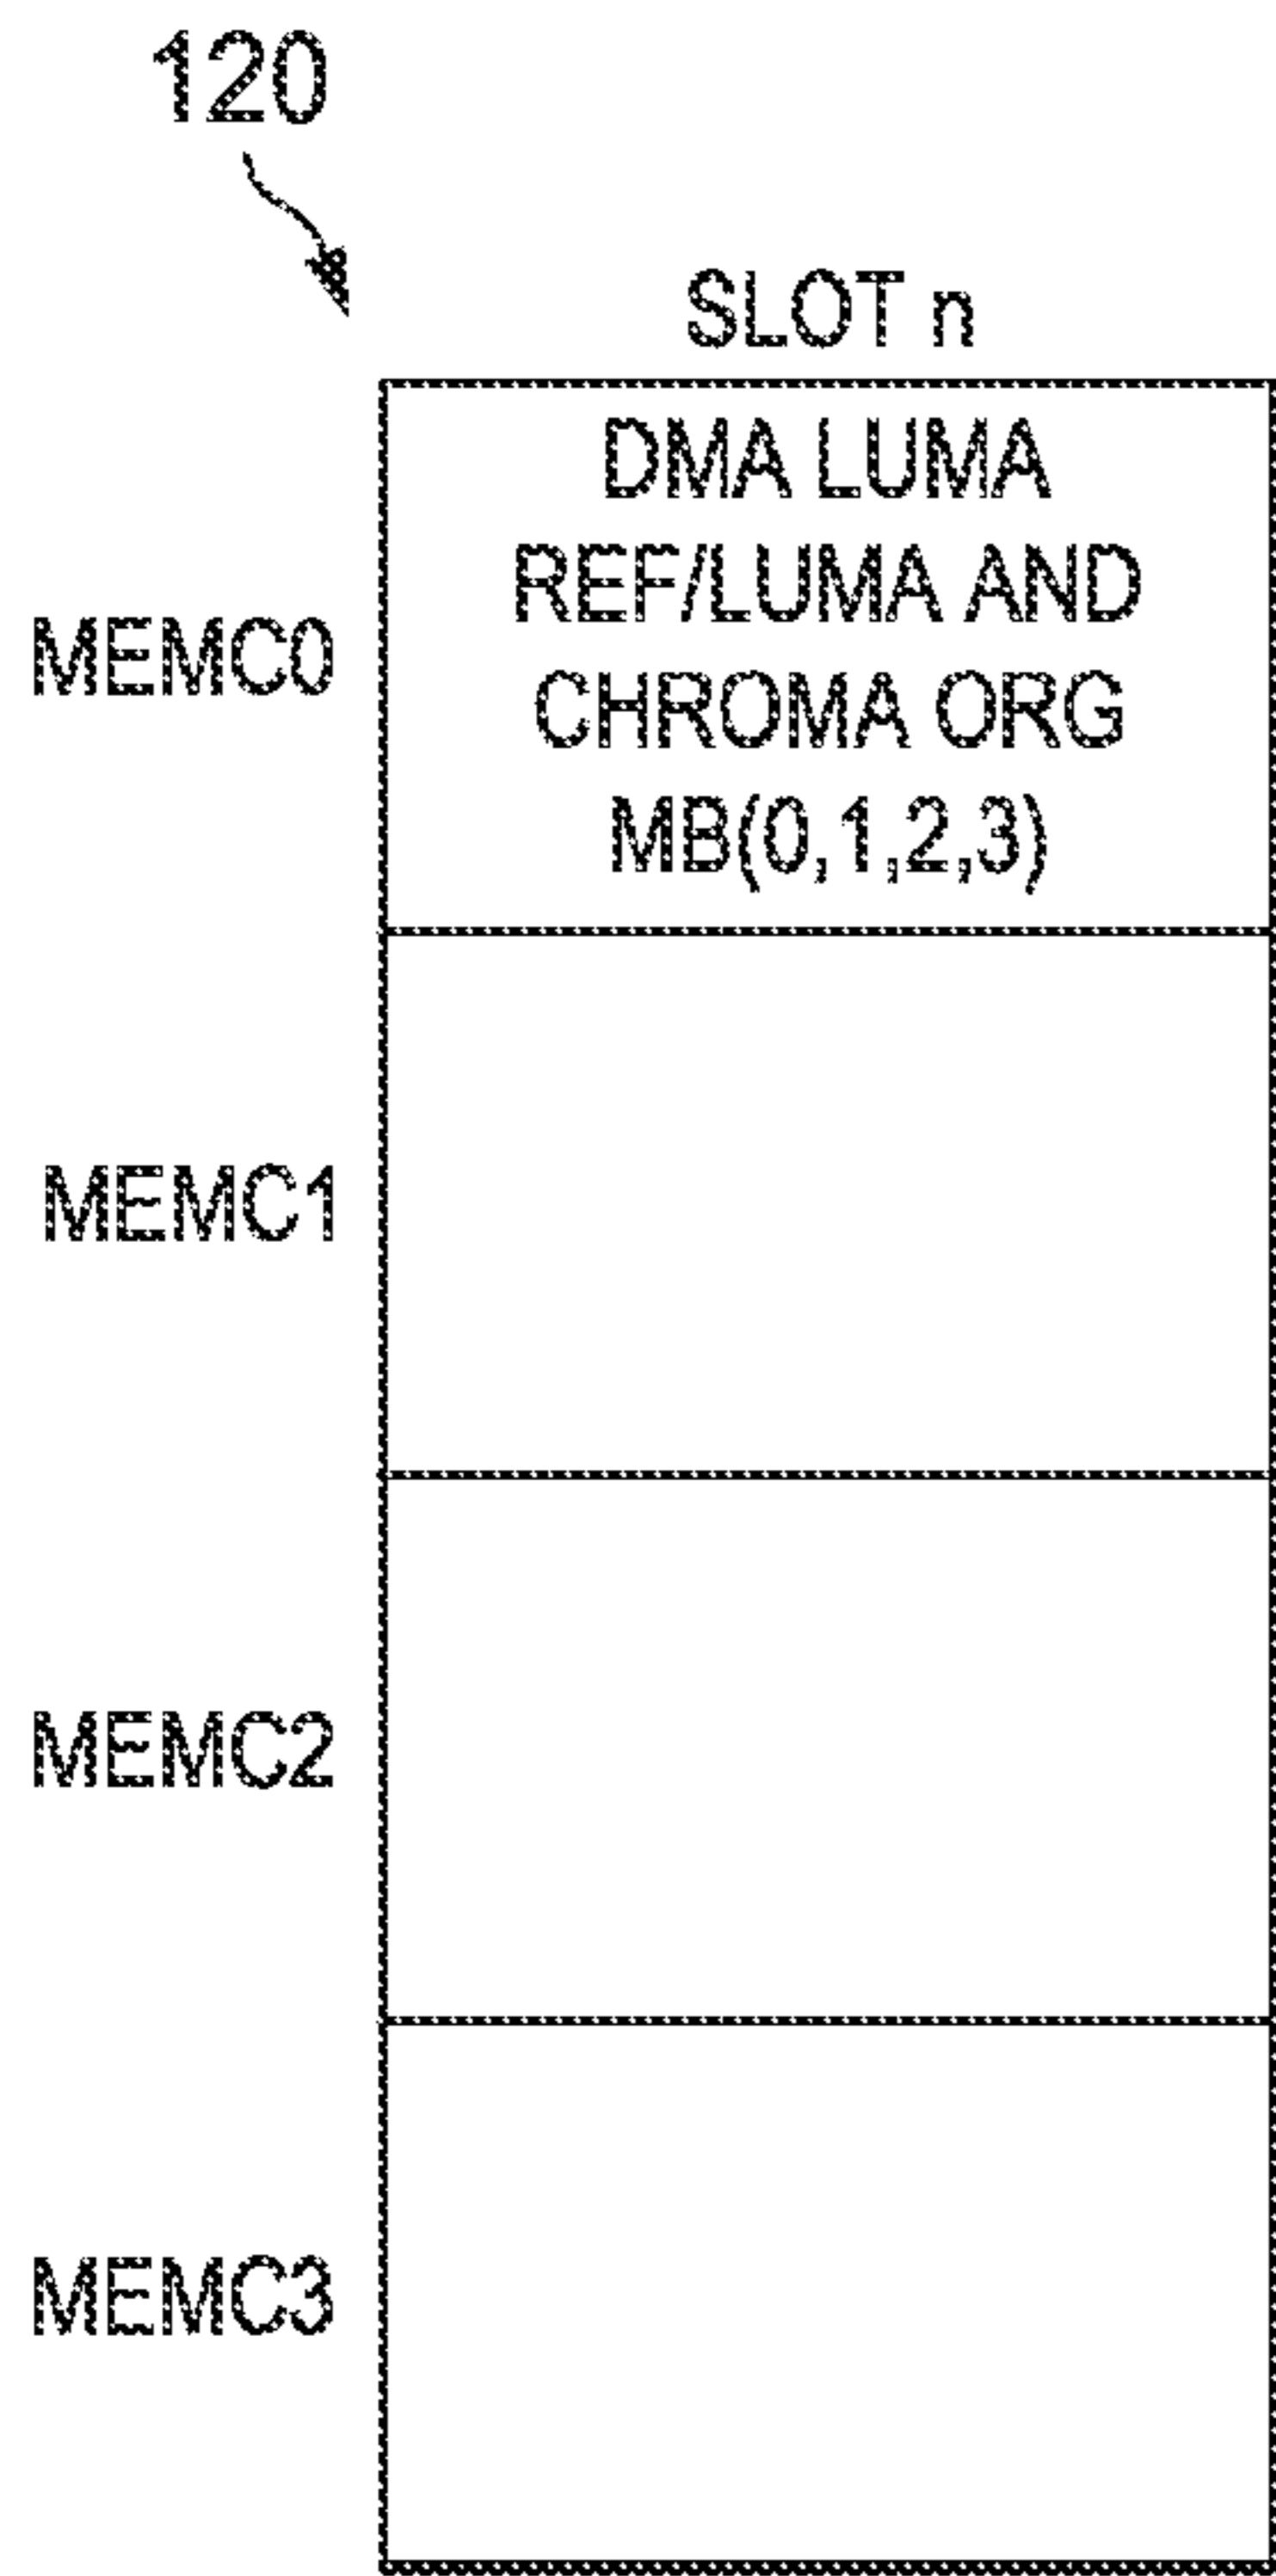 120
SLOT n
DMA LUMA
REF/LUMA AND
CHROMA ORG
MB(0,1,2,3)
MEMC0
MEMC1
MEMC2
MEMC3